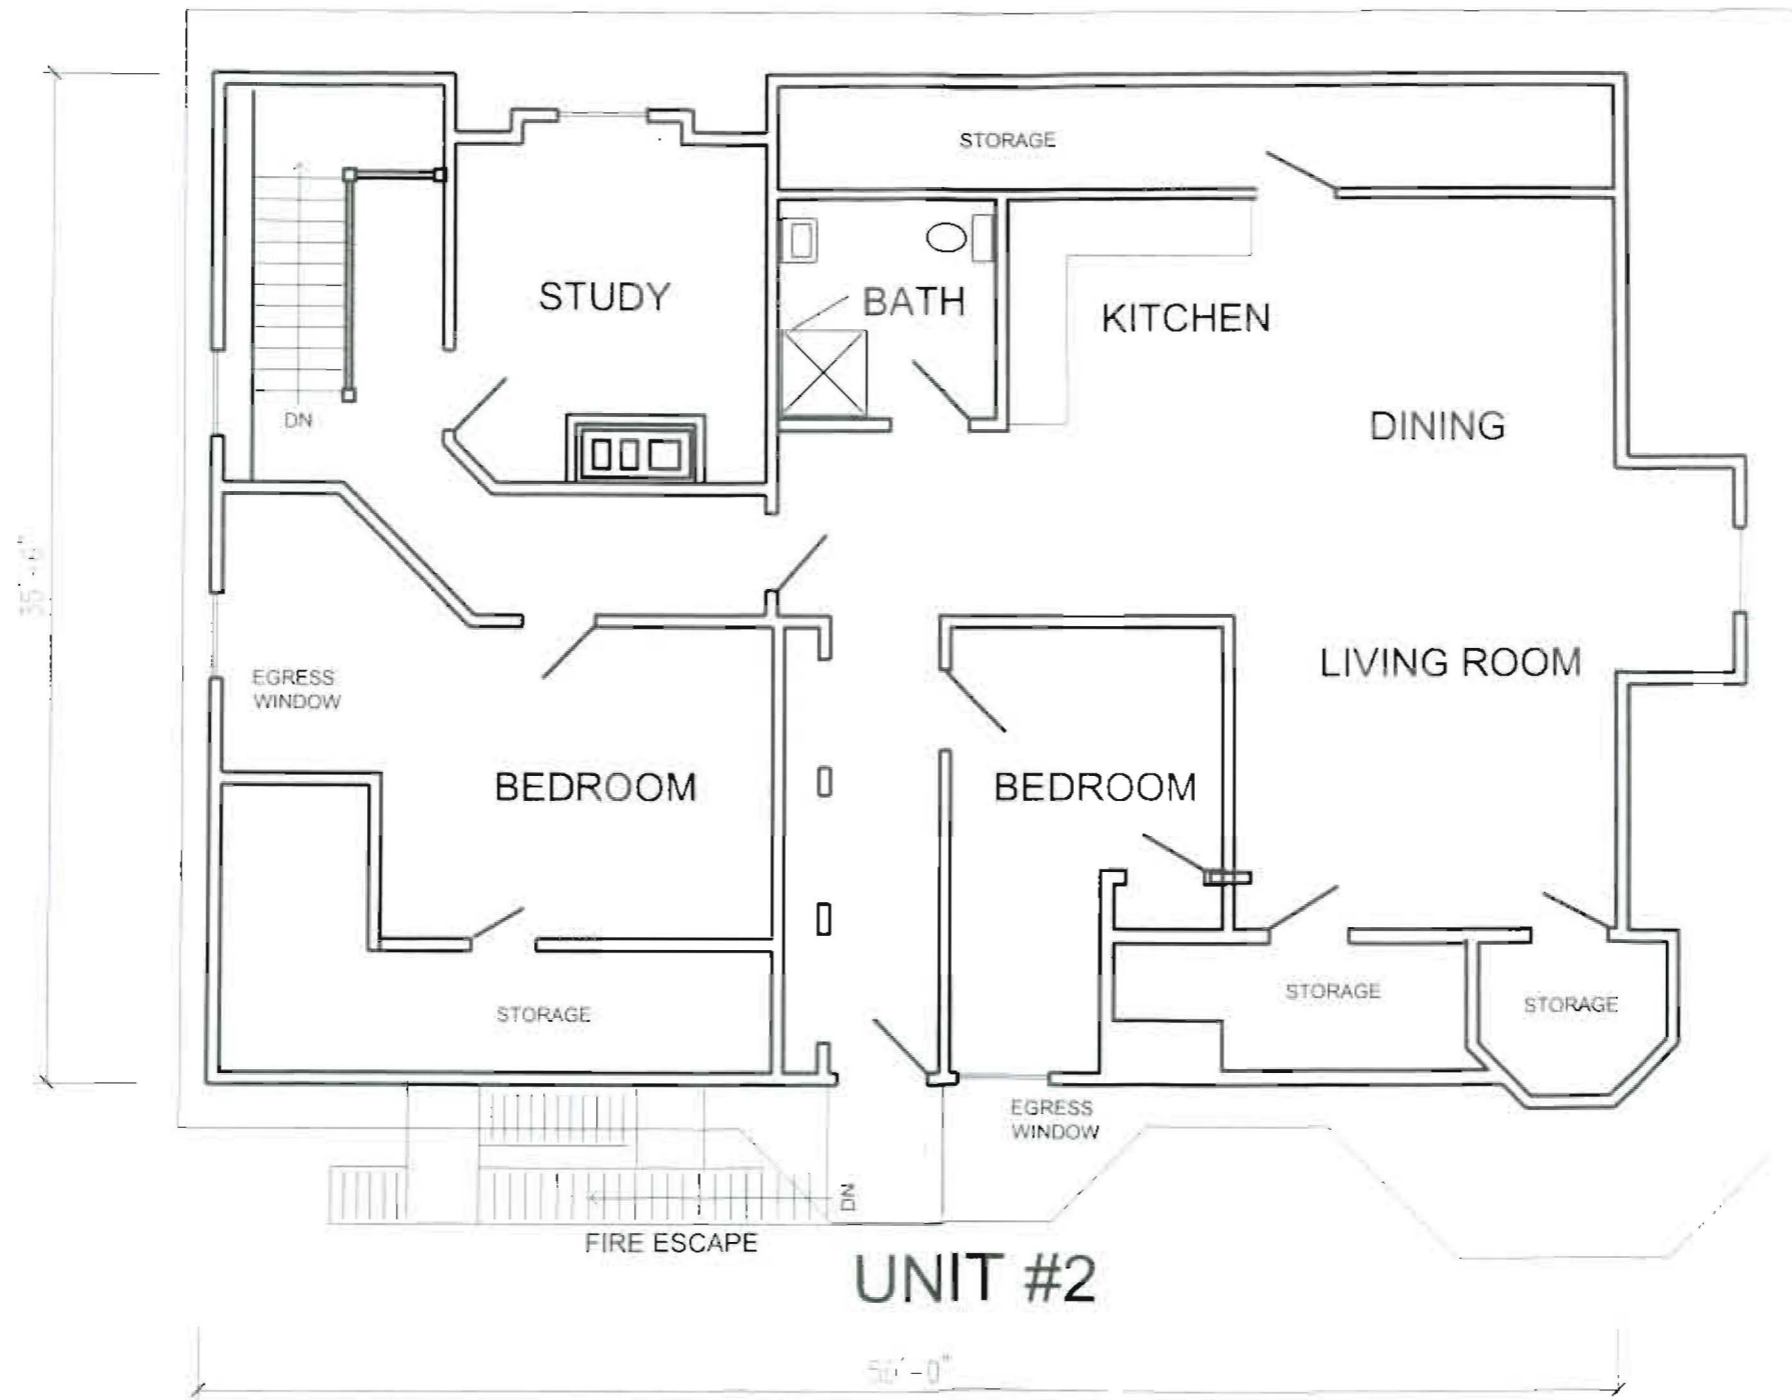 STORAGE
STUDY
BATH
KITCHEN
DN
DINING
EGRESS
WINDOW
LIVING ROOM
BEDROOM
BEDROOM
STORAGE
STORAGE
STORAGE
EGRESS
WINDOW
DN
FIRE ESCAPE
UNIT #2